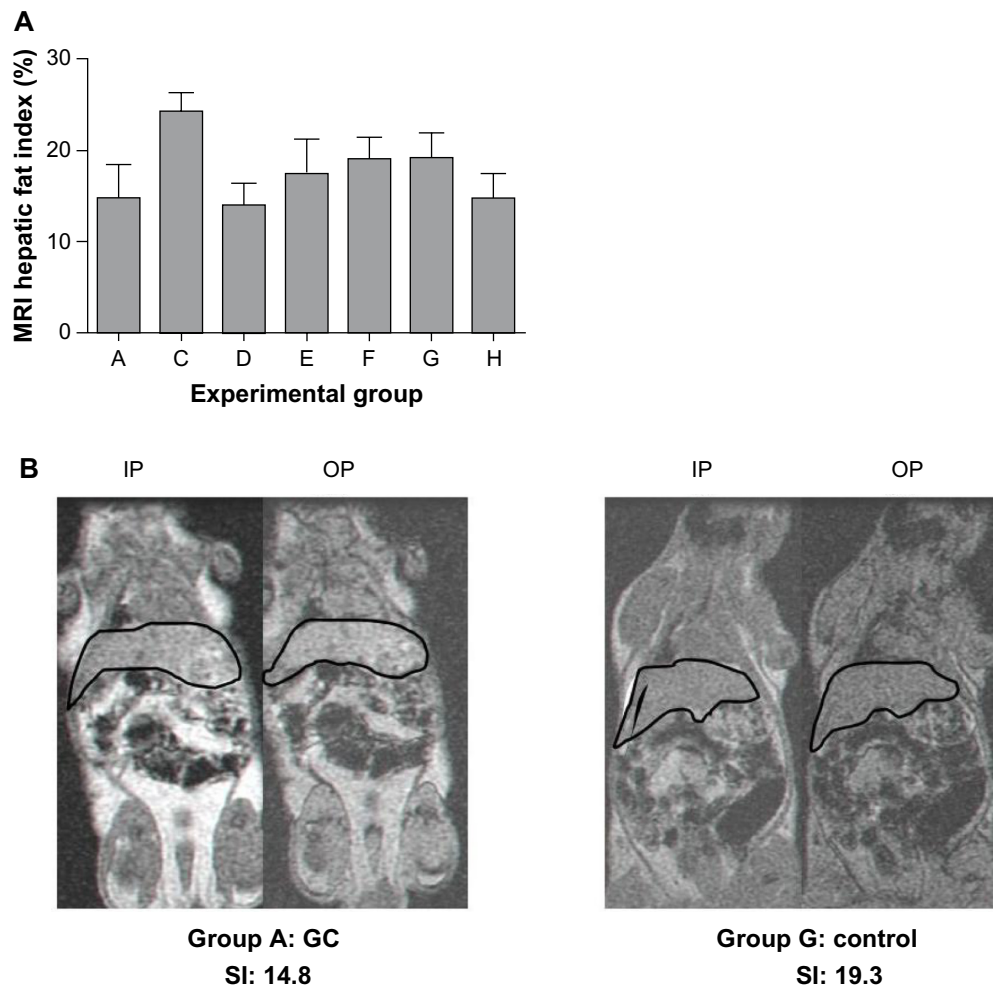 A
MRI hepatic fat index (%)
30
20
10
0
A C D E F G H
Experimental group
B
IP OP IP OP
Group A: GC Group G: control
SI: 14.8 SI: 19.3